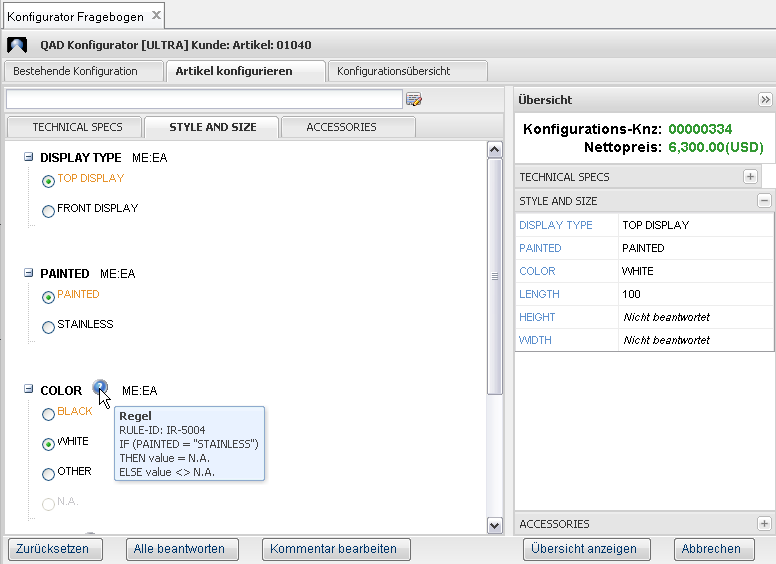 Konfigurator Fragebogen
QAD Konfigurator [ULTRA] Kunde: Artikel: 01040
Bestehende Konfiguration
Artikel konfigurieren
Konfigurationsübersicht
TECHNICAL SPECS
STYLE AND SIZE
ACCESSORIES
DISPLAY TYPE ME:EA
TOP DISPLAY
FRONT DISPLAY
PAINTED ME:EA
PAINTED
STAINLESS
COLOR ME:EA
BLACK
WHITE
OTHER
N.A.
Regel
RULE-ID: IR-5004
IF (PAINTED = "STAINLESS")
THEN value = N.A.
ELSE value <> N.A.
Übersicht
Konfigurations-Knz: 00000334
Nettopreis: 6,300.00(USD)
TECHNICAL SPECS
STYLE AND SIZE
DISPLAY TYPE TOP DISPLAY
PAINTED PAINTED
COLOR WHITE
LENGTH 100
HEIGHT Nicht beantwortet
WIDTH Nicht beantwortet
ACCESSORIES
Zurücksetzen
Alle beantworten
Kommentar bearbeiten
Übersicht anzeigen
Abbrechen